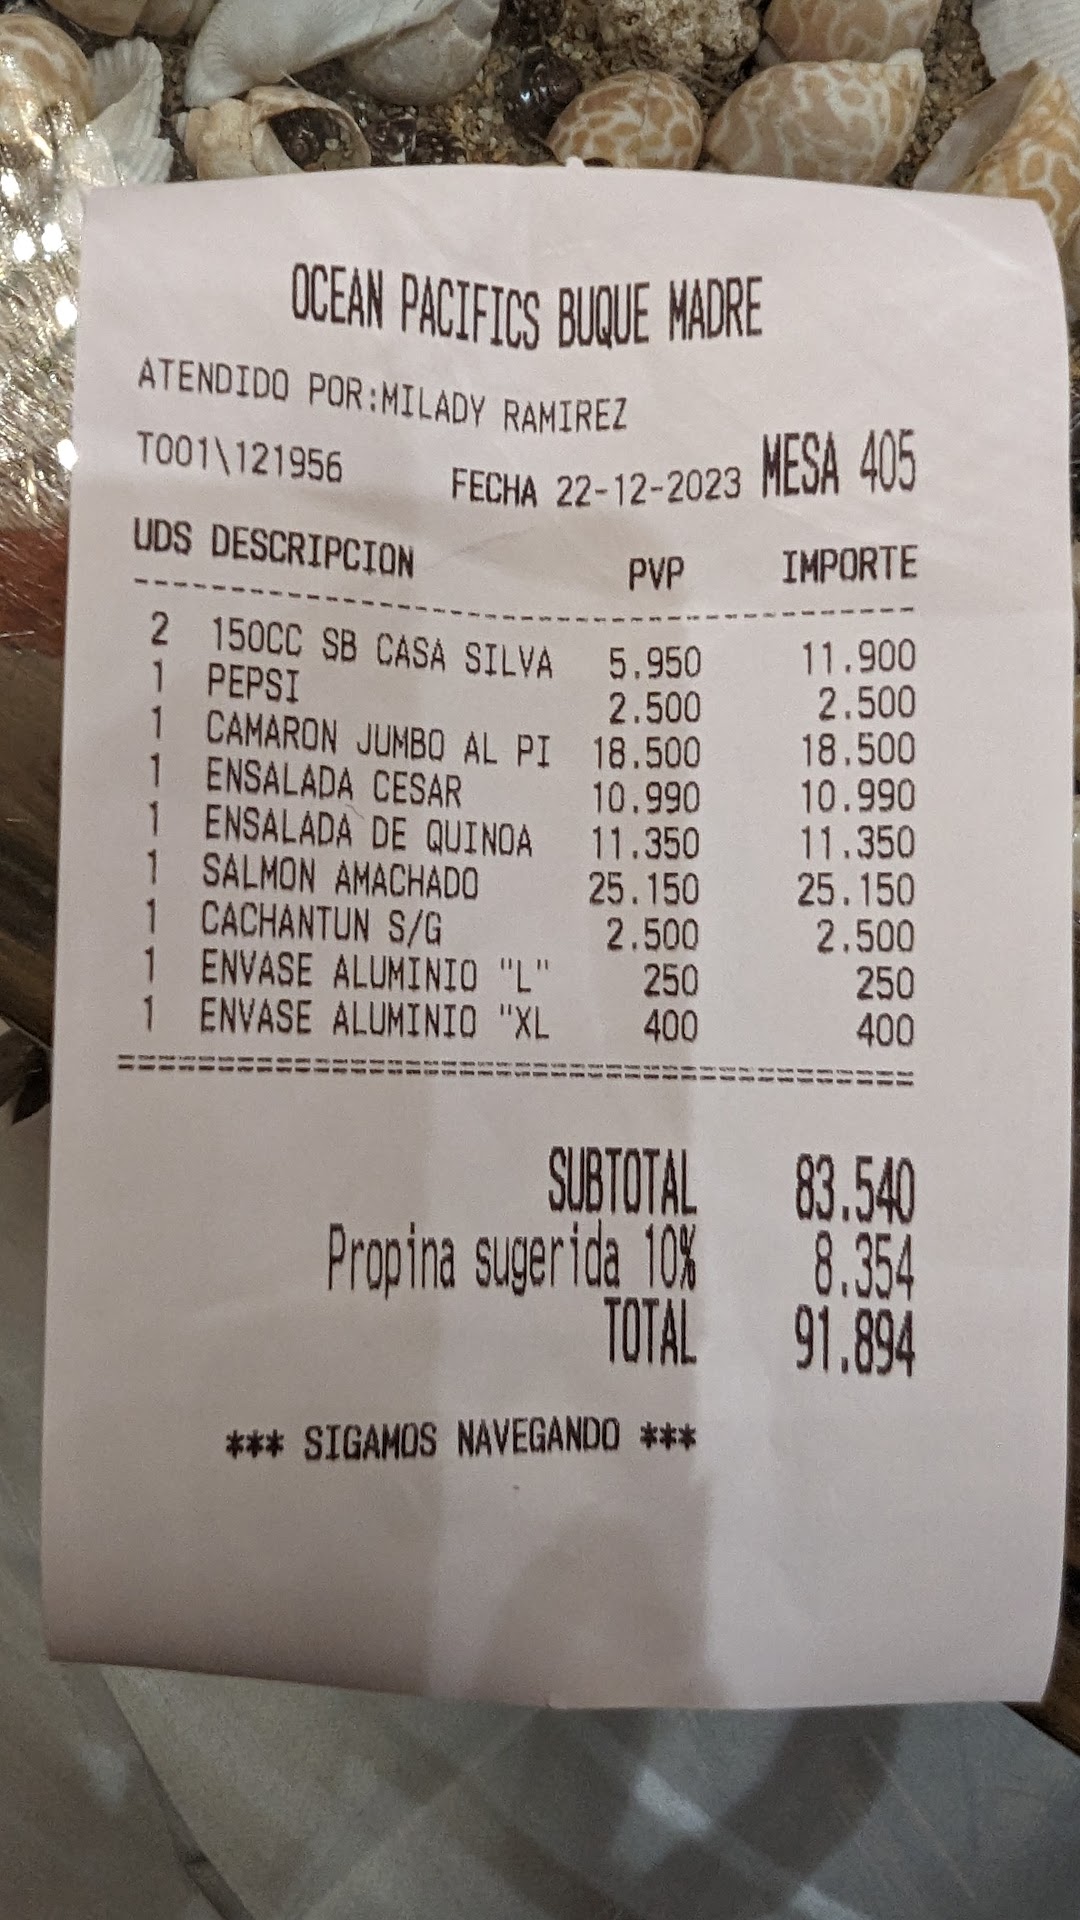 OCEAN PACIFICS BUQUE MADRE
ATENDIDO POR:MILADY RAMIREZ
T001\121956 FECHA 22-12-2023 MESA 405
UDS DESCRIPCION PVP IMPORTE
2 150CC SB CASA SILVA 5.950 11.900
1 PEPSI 2.500 2.500
1 CAMARON JUMBO AL PI 18.500 18.500
1 ENSALADA CESAR 10.990 10.990
1 ENSALADA DE QUINOA 11.350 11.350
1 SALMON AMACHADO 25.150 25.150
1 CACHANTUN S/G 2.500 2.500
1 ENVASE ALUMINIO "L" 250 250
1 ENVASE ALUMINIO "XL 400 400
SUBTOTAL 83.540
Propina sugerida 10% 8.354
TOTAL 91.894
*** SIGAMOS NAVEGANDO ***